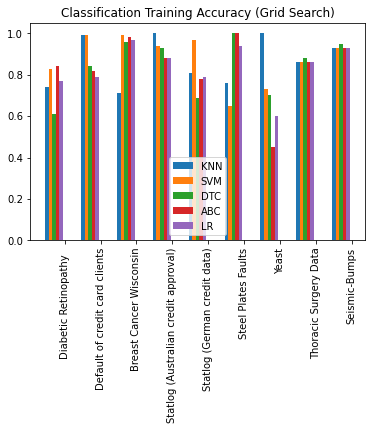 Classification Training Accuracy (Grid Search)
1.0
0.8
0.6
0.4
0.2
0.0
KNN
SVM
DTC
ABC
LR
Diabetic Retinopathy
Default of credit card clients
Breast Cancer Wisconsin
Statlog (Australian credit approval)
Statlog (German credit data)
Steel Plates Faults
Yeast
Thoracic Surgery Data
Seismic-Bumps